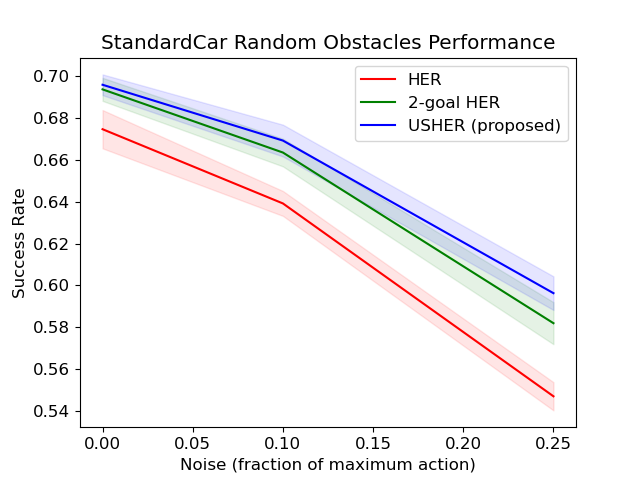 StandardCar Random Obstacles Performance
HER
2-goal HER
USHER (proposed)
Success Rate
0.70
0.68
0.66
0.64
0.62
0.60
0.58
0.56
0.54
0.00 0.05 0.10 0.15 0.20 0.25
Noise (fraction of maximum action)